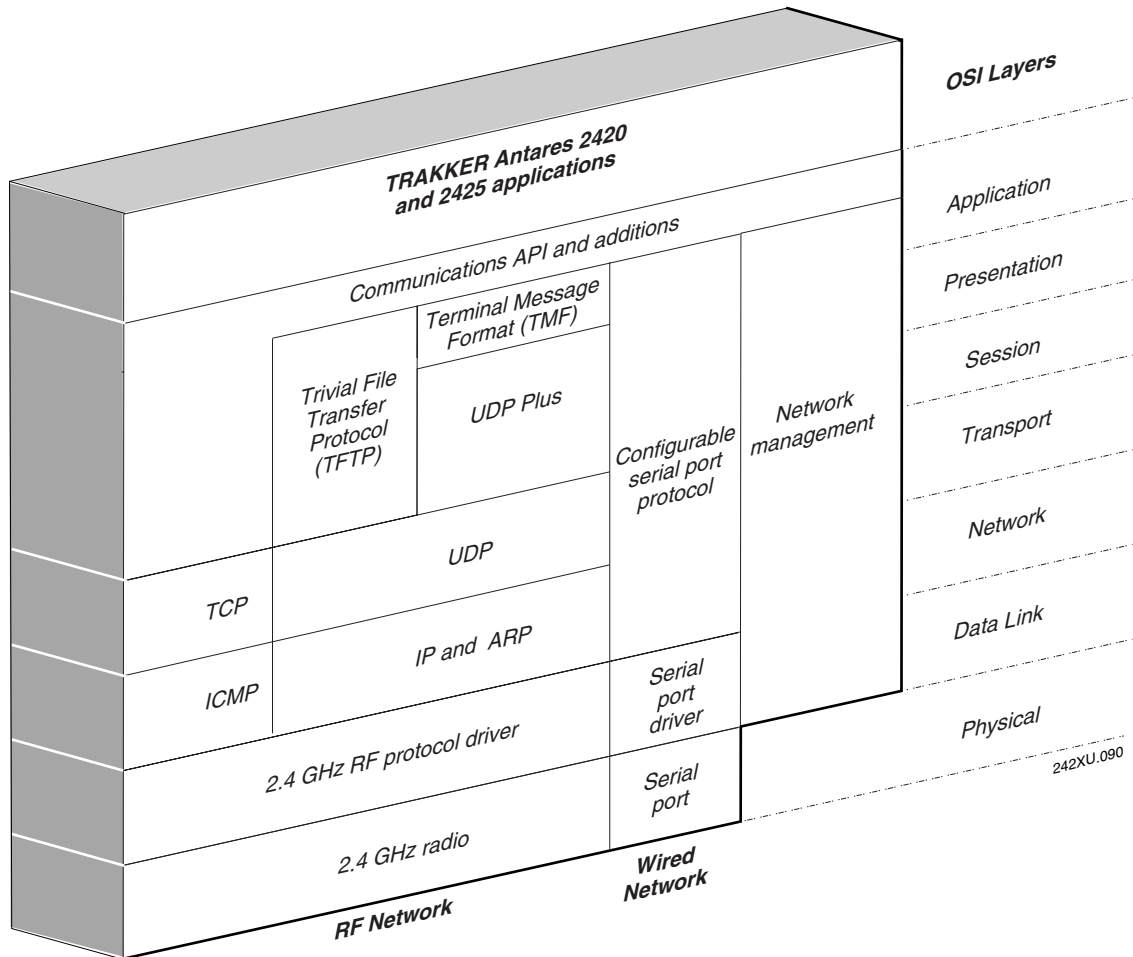 OSI Layers
TRAKKER Antares 2420
and 2425 applications
Application
Communications API and additions
Presentation
Terminal Message
Format (TMF)
Session
Trivial File
Transfer
Protocol
(TFTP)
UDP Plus
Configurable
serial port
protocol
Network
management
Transport
Network
UDP
TCP
Data Link
IP and ARP
ICMP
Serial
port
driver
Physical
2.4 GHz RF protocol driver
242XU.090
Serial
port
2.4 GHz radio
Wired
Network
RF Network